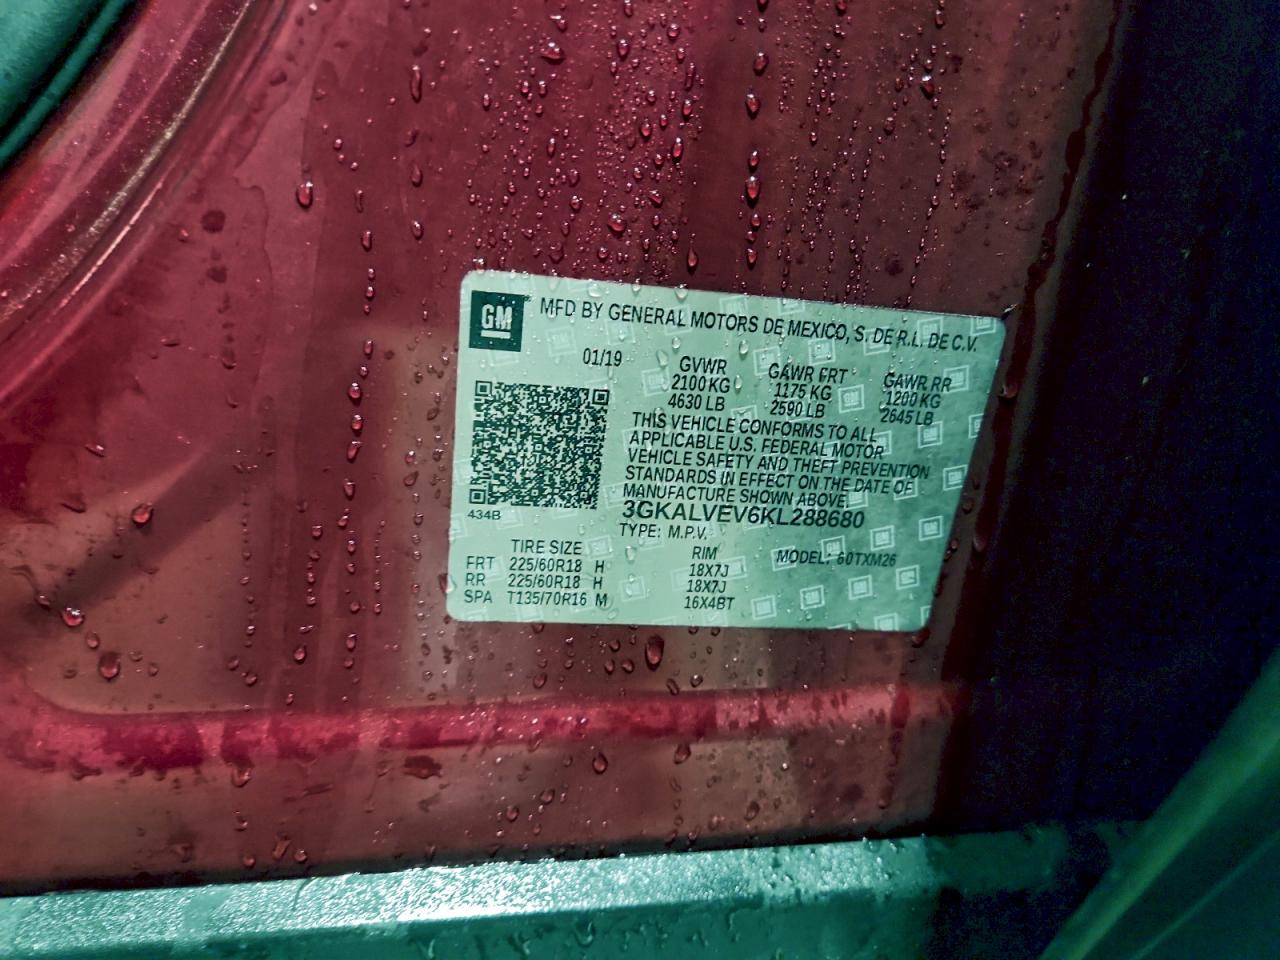 GM
MFD BY GENERAL MOTORS DE MEXICO, S. DE R.L. DE C.V.
01/19 GVWR GAWR FRT GAWR RR
2100 KG 1175 KG 1200 KG
4630 LB 2590 LB 2645 LB
THIS VEHICLE CONFORMS TO ALL
APPLICABLE U.S. FEDERAL MOTOR
VEHICLE SAFETY AND THEFT PREVENTION
STANDARDS IN EFFECT ON THE DATE OF
MANUFACTURE SHOWN ABOVE.
434B
3GKALVEV6KL288680
TYPE: M.P.V.
MODEL: 60TXM26
TIRE SIZE RIM
FRT 225/60R18 H 18X7J
RR 225/60R18 H 18X7J
SPA T135/70R16 M 16X4BT